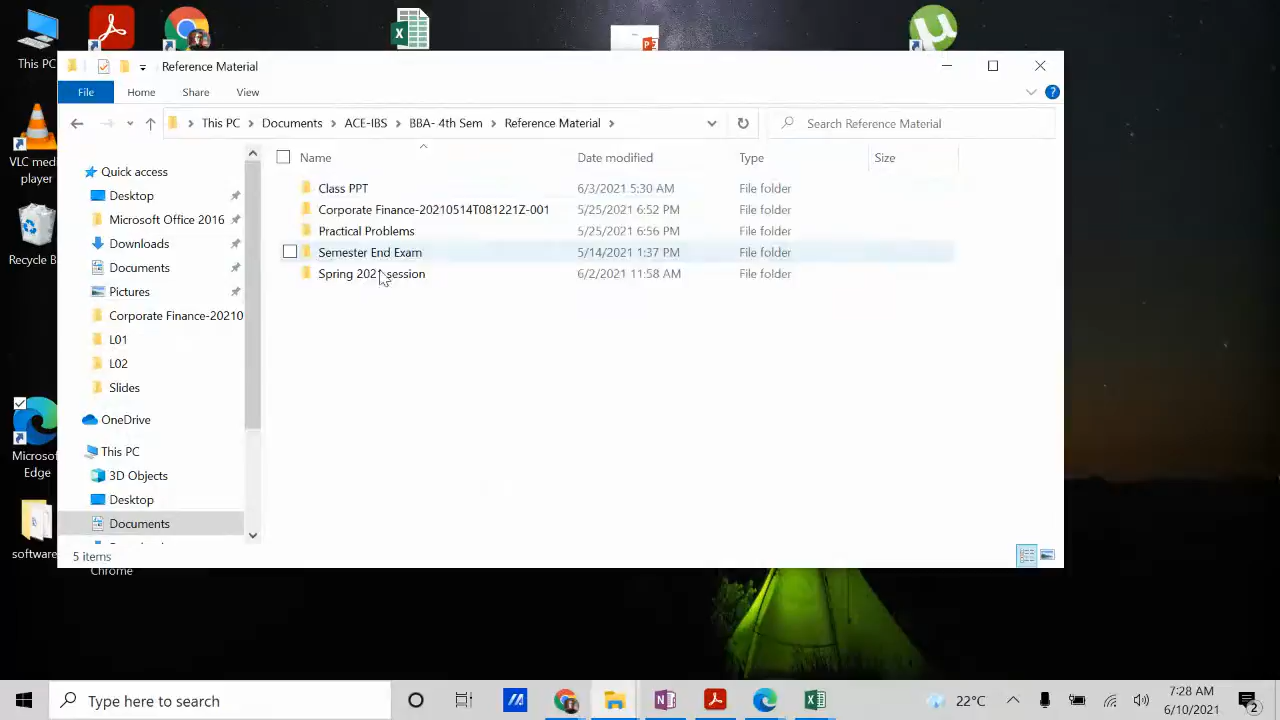 This PC
Reference Material
File Home Share View
This PC Documents ACE-IBS BBA- 4th Sem Reference Material
Search Reference Material
Name Date modified Type Size
Class PPT 6/3/2021 5:30 AM File folder
Corporate Finance-20210514T081221Z-001 5/25/2021 6:52 PM File folder
Practical Problems 5/25/2021 6:56 PM File folder
Semester End Exam 5/14/2021 1:37 PM File folder
Spring 2021 session 6/2/2021 11:58 AM File folder
Quick access
Desktop
Microsoft Office 2016
Downloads
Documents
Pictures
Corporate Finance-20210
L01
L02
Slides
OneDrive
This PC
3D Objects
Desktop
Documents
5 items
VLC med
player
Recycle B
Microso
Edge
software
Chrome
Type here to search
22°C
7:28 AM
6/10/2021
2